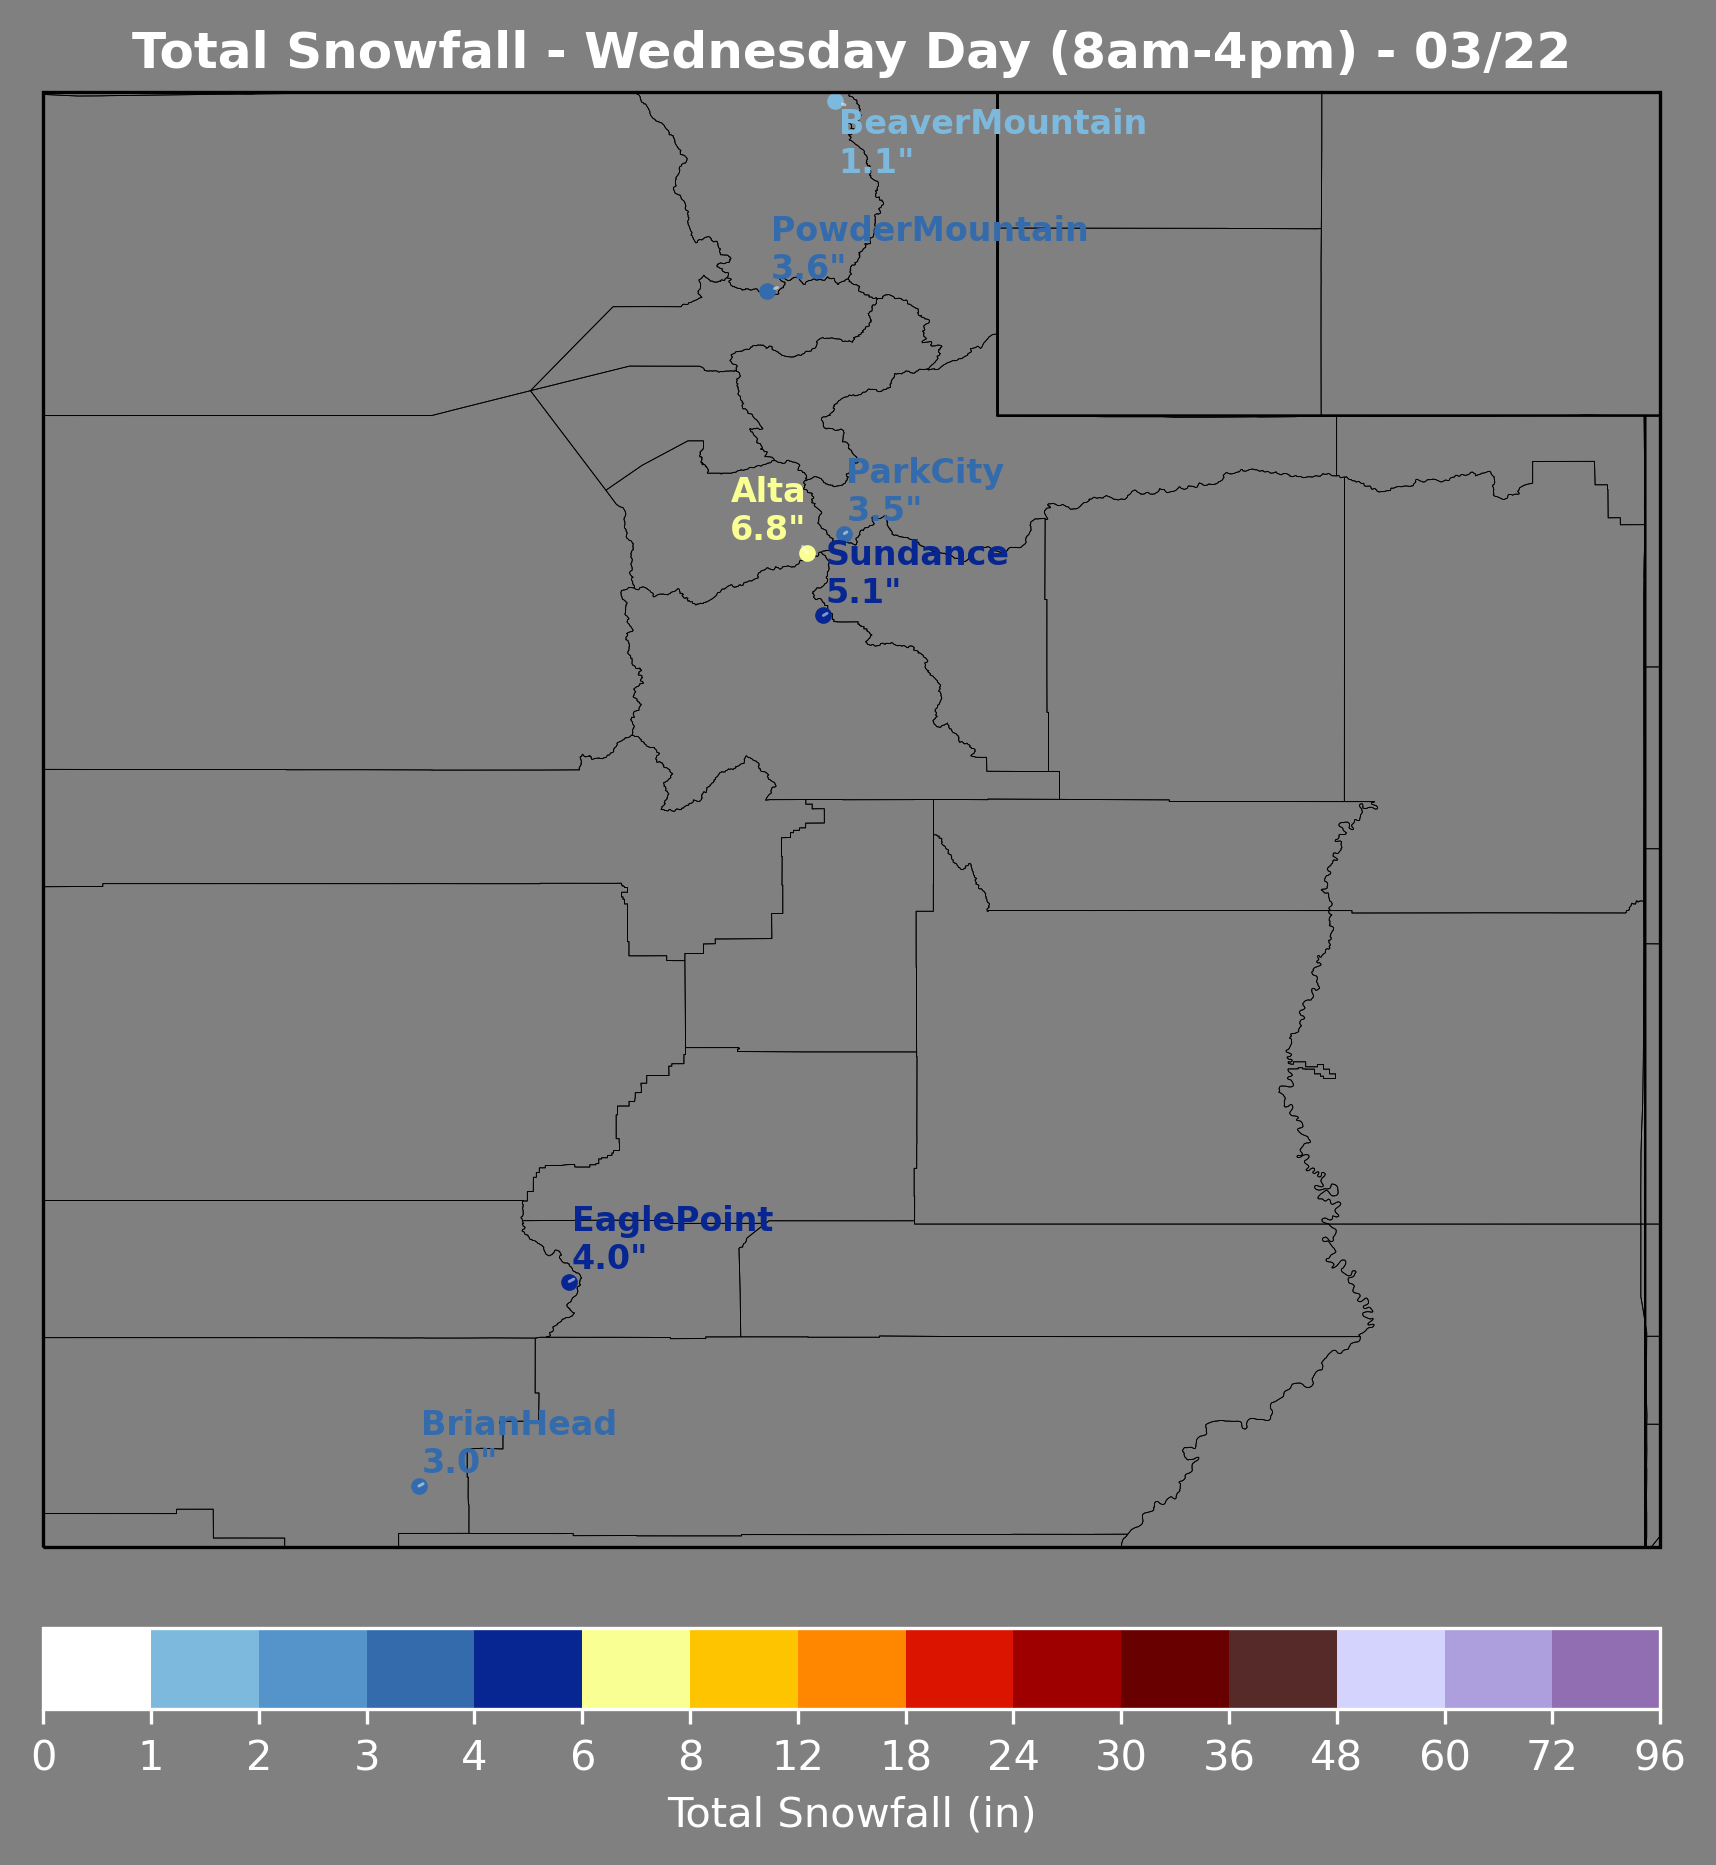 Total Snowfall - Wednesday Day (8am-4pm) - 03/22
BeaverMountain
1.1"
PowderMountain
3.6"
ParkCity
3.5"
Alta
6.8"
Sundance
5.1"
EaglePoint
4.0"
BrianHead
3.0"
0 1 2 3 4 6 8 12 18 24 30 36 48 60 72 96
Total Snowfall (in)